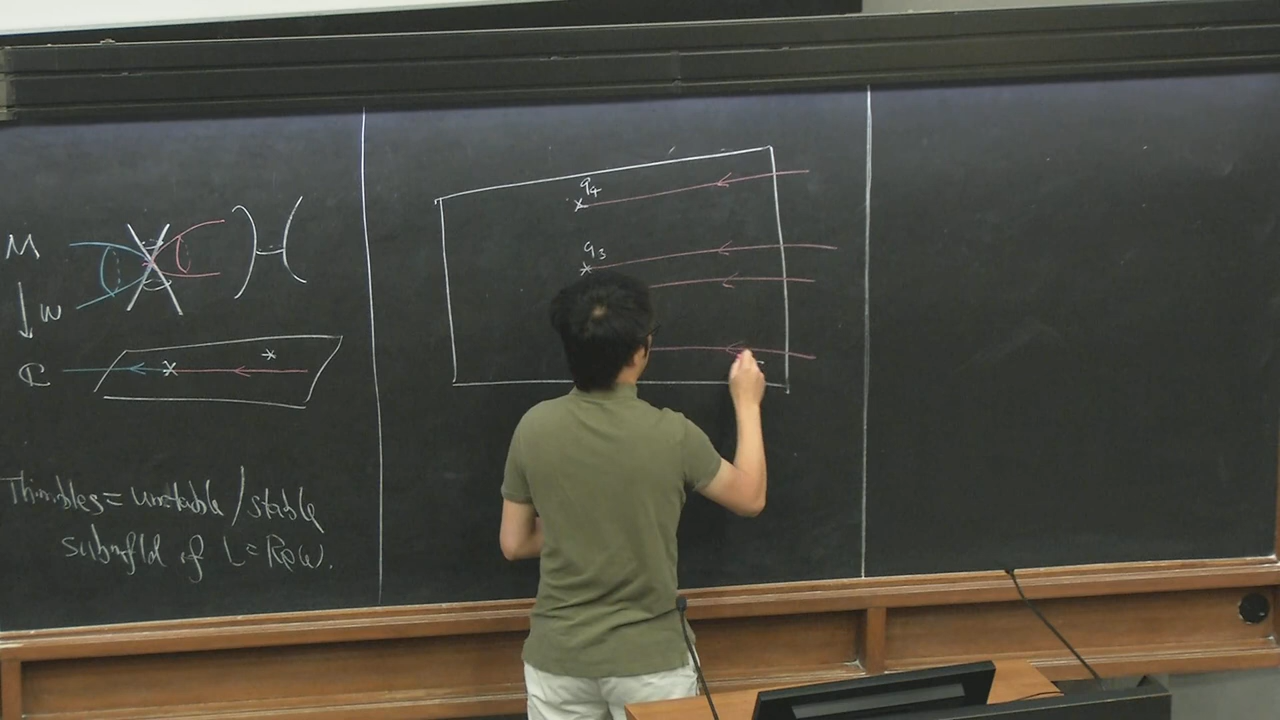 M
↓ W
C
Thimbles = unstable / stable
submfld of L = Re W.
q4
q3